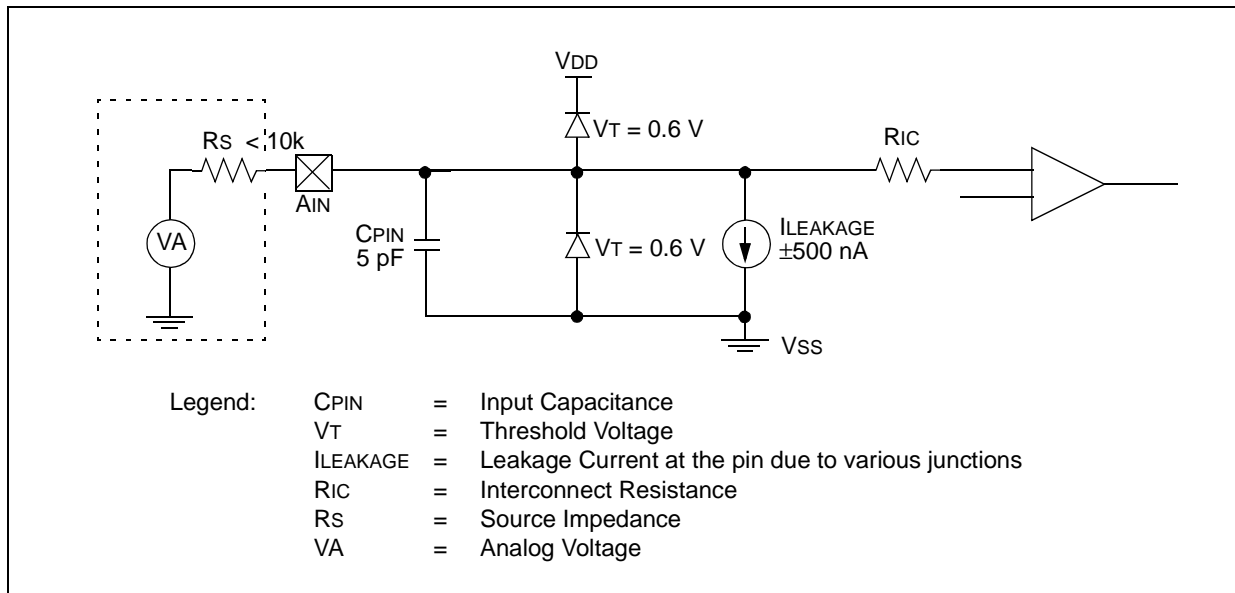 VDD
VT = 0.6 V
RS < 10k
RIC
AIN
CPIN
5 pF
VA
VT = 0.6 V
ILEAKAGE
±500 nA
VSS
Legend: CPIN = Input Capacitance
VT = Threshold Voltage
ILEAKAGE = Leakage Current at the pin due to various junctions
RIC = Interconnect Resistance
RS = Source Impedance
VA = Analog Voltage